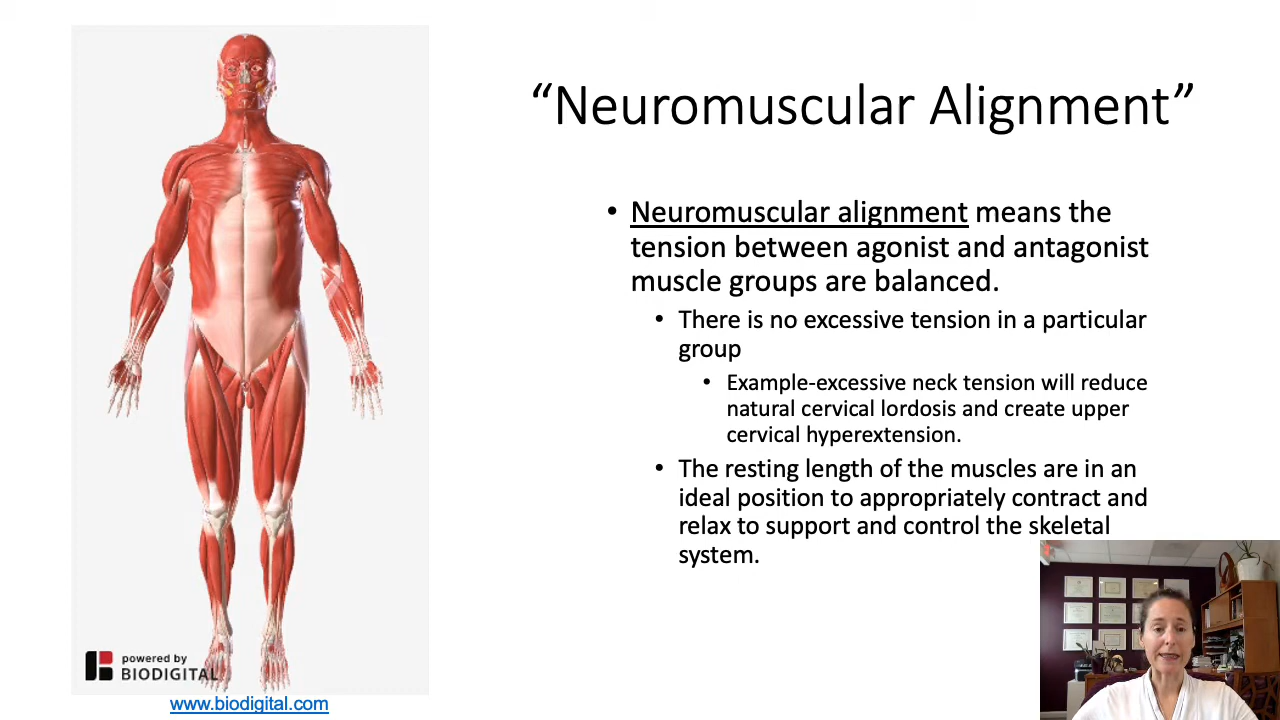 “Neuromuscular Alignment”
• Neuromuscular alignment means the
tension between agonist and antagonist
muscle groups are balanced.
• There is no excessive tension in a particular
group
• Example-excessive neck tension will reduce
natural cervical lordosis and create upper
cervical hyperextension.
• The resting length of the muscles are in an
ideal position to appropriately contract and
relax to support and control the skeletal
system.
powered by
BIODIGITAL
www.biodigital.com